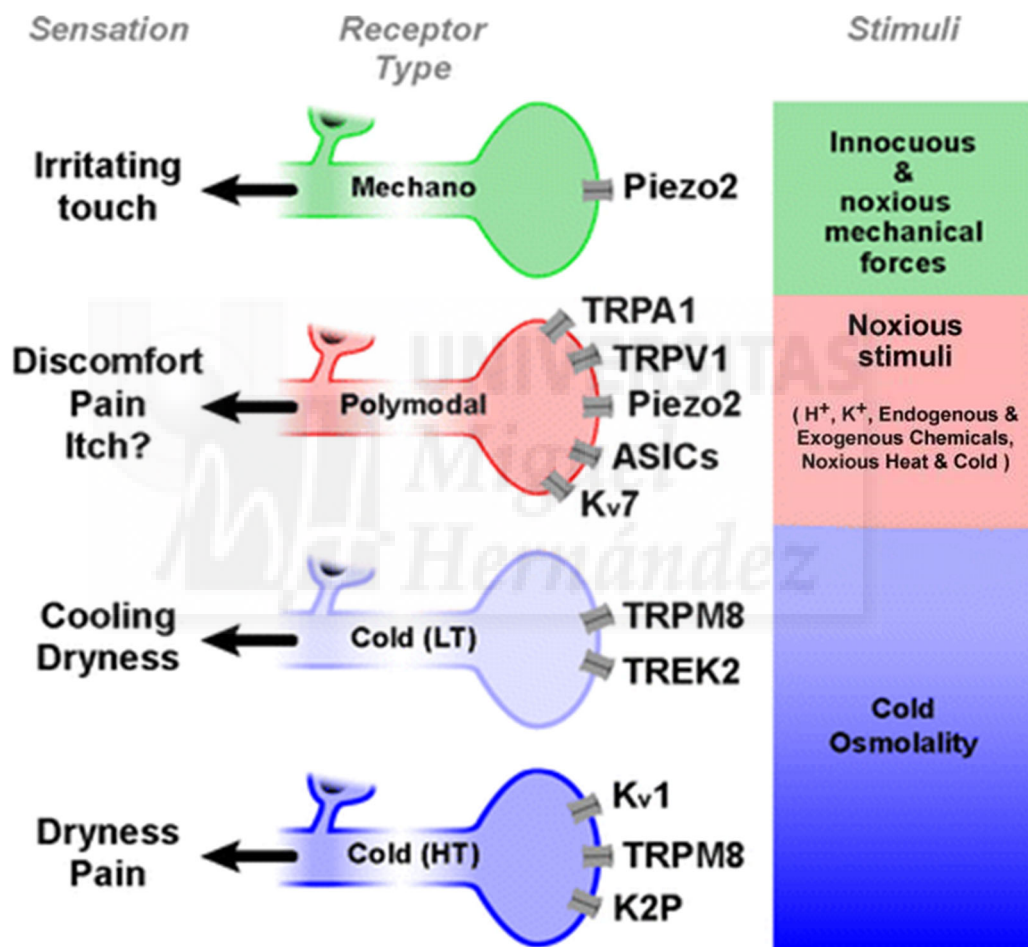 Sensation
Receptor
Type
Stimuli
Irritating
touch
Mechano
Piezo2
Innocuous
&
noxious
mechanical
forces
Discomfort
Pain
Itch?
Polymodal
TRPA1
TRPV1
Piezo2
ASICs
Kv7
Noxious
stimuli
( H⁺, K⁺, Endogenous &
Exogenous Chemicals,
Noxious Heat & Cold )
UNIVERSITAS
Miguel
Hernández
Cooling
Dryness
Cold (LT)
TRPM8
TREK2
Cold
Osmolality
Dryness
Pain
Cold (HT)
Kv1
TRPM8
K2P